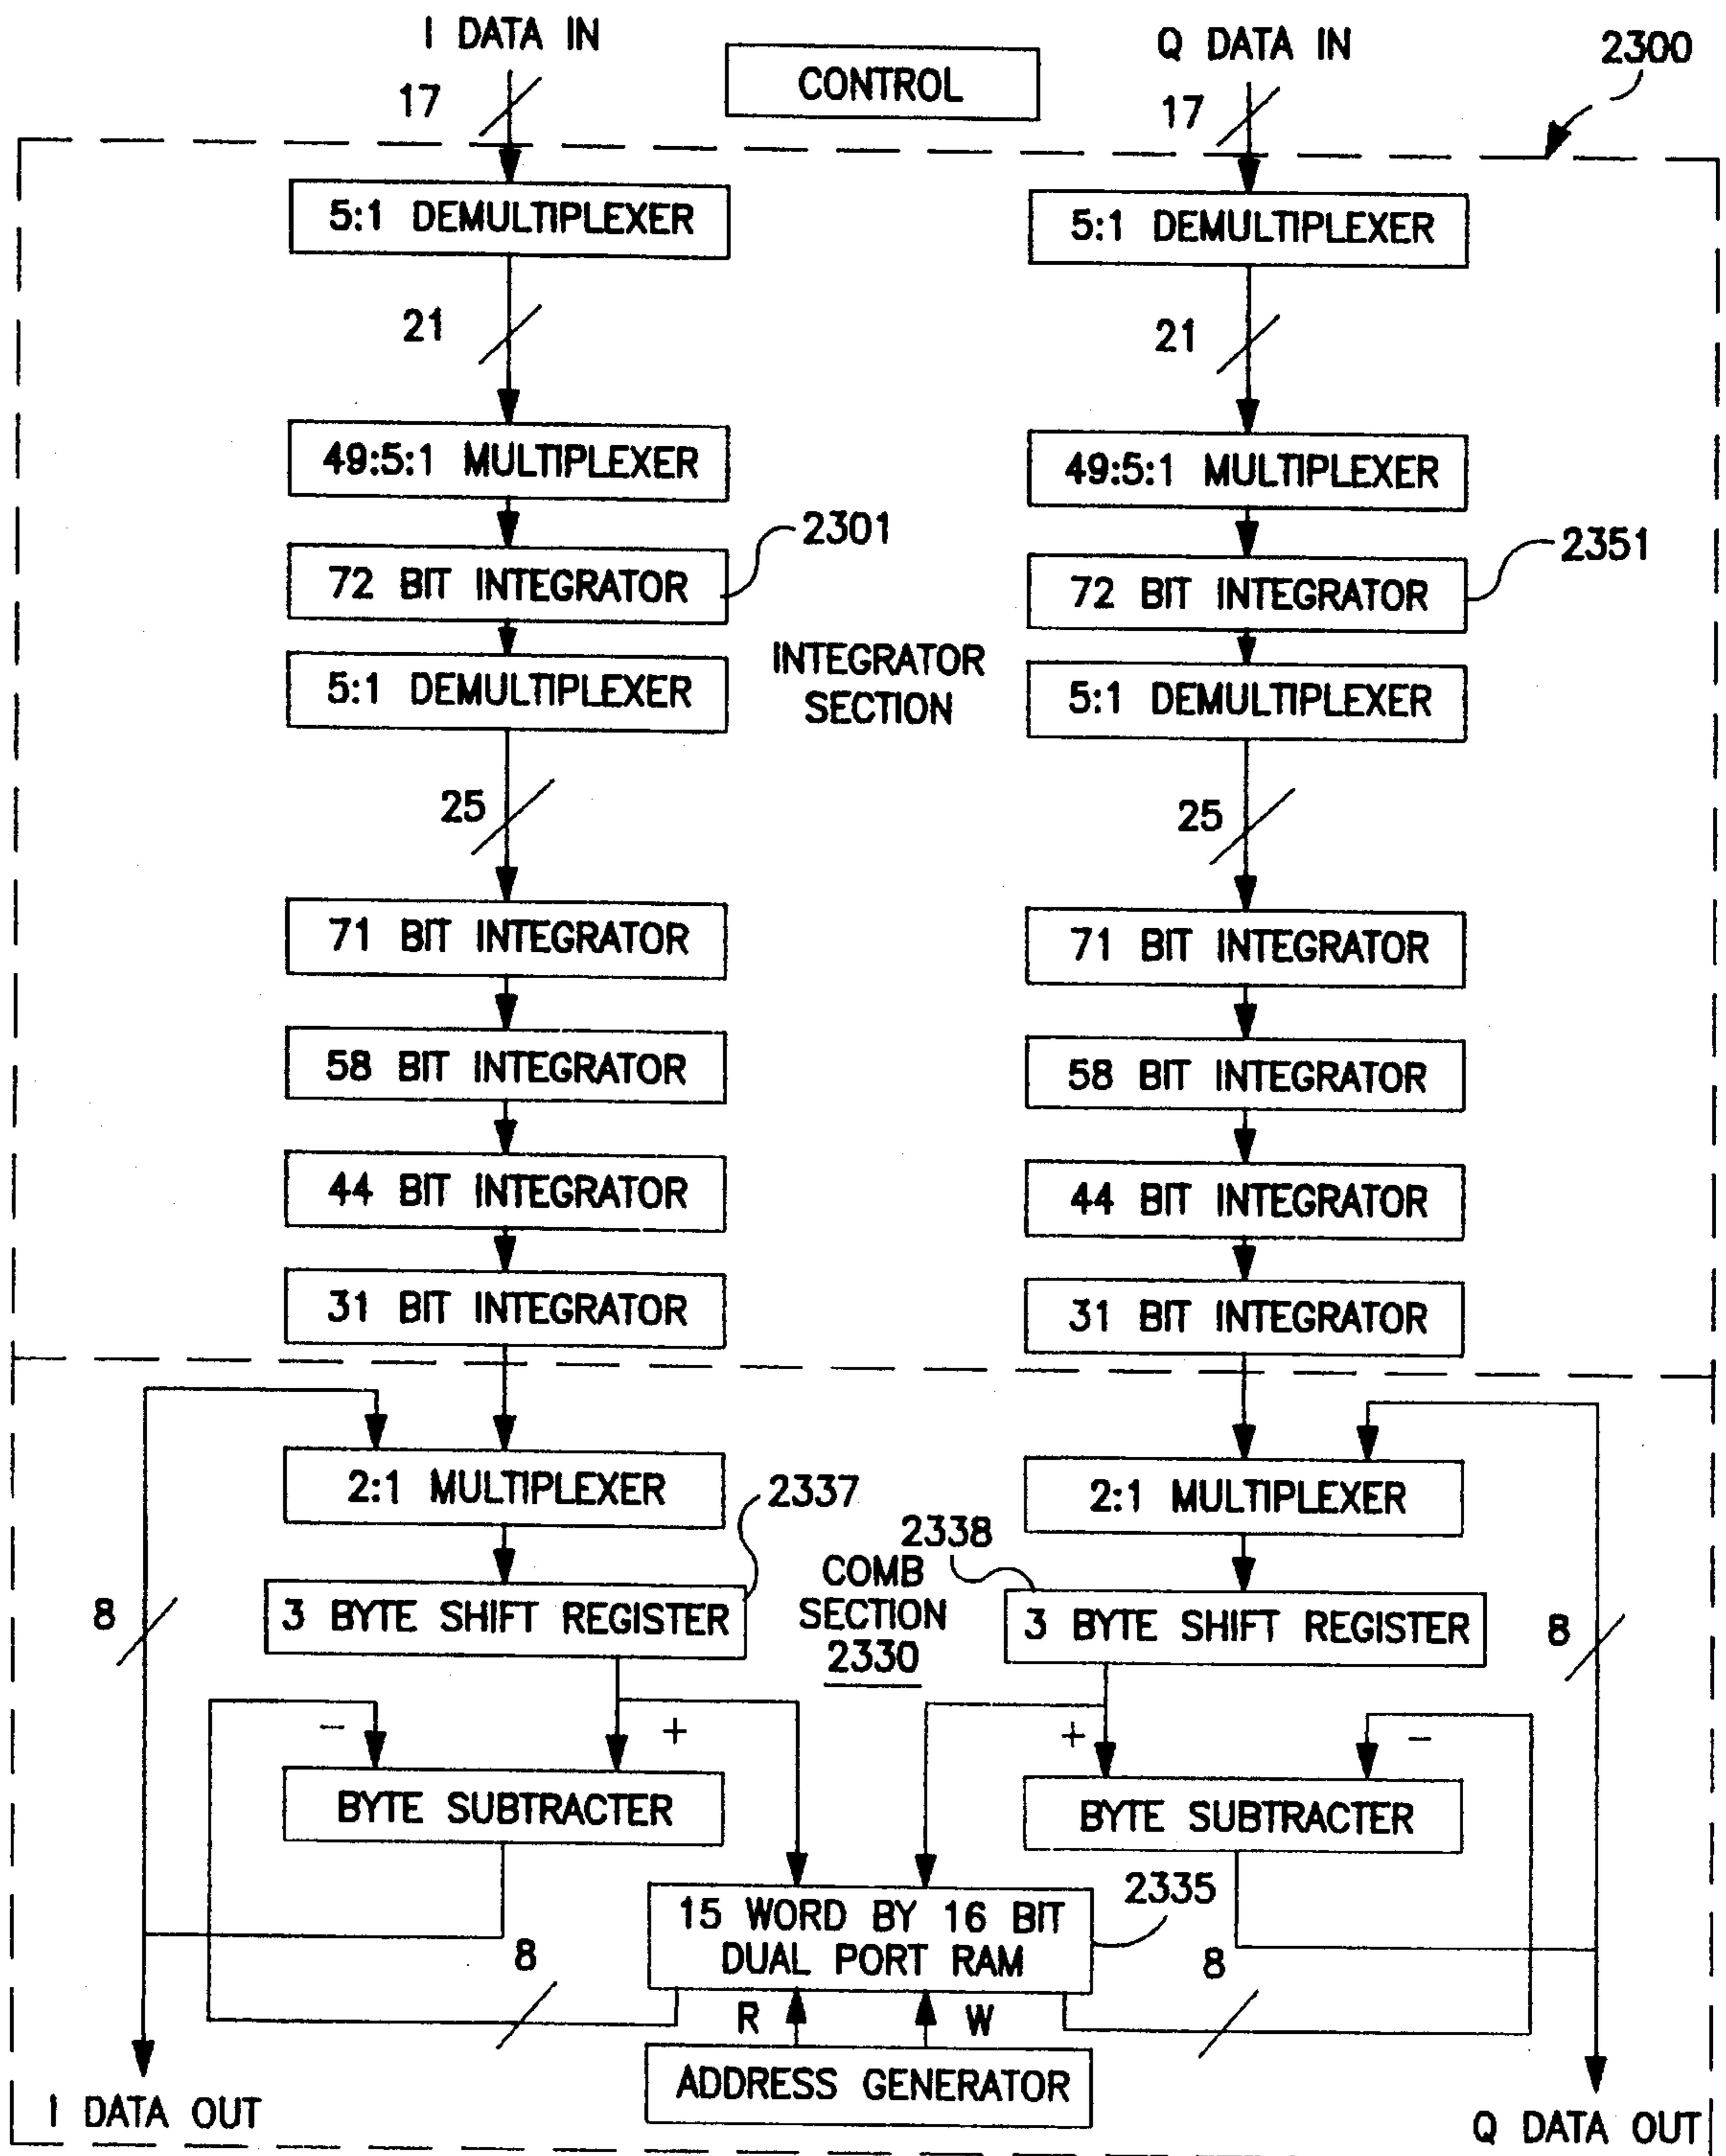 I DATA IN
CONTROL
Q DATA IN
2300
17
17
5:1 DEMULTIPLEXER
5:1 DEMULTIPLEXER
21
21
49:5:1 MULTIPLEXER
49:5:1 MULTIPLEXER
2301
2351
72 BIT INTEGRATOR
72 BIT INTEGRATOR
INTEGRATOR
SECTION
5:1 DEMULTIPLEXER
5:1 DEMULTIPLEXER
25
25
71 BIT INTEGRATOR
71 BIT INTEGRATOR
58 BIT INTEGRATOR
58 BIT INTEGRATOR
44 BIT INTEGRATOR
44 BIT INTEGRATOR
31 BIT INTEGRATOR
31 BIT INTEGRATOR
2:1 MULTIPLEXER
2337
2:1 MULTIPLEXER
2338
COMB
SECTION
2330
8
3 BYTE SHIFT REGISTER
3 BYTE SHIFT REGISTER
8
−
+
+
−
BYTE SUBTRACTER
BYTE SUBTRACTER
2335
15 WORD BY 16 BIT
DUAL PORT RAM
8
8
R
W
ADDRESS GENERATOR
I DATA OUT
Q DATA OUT